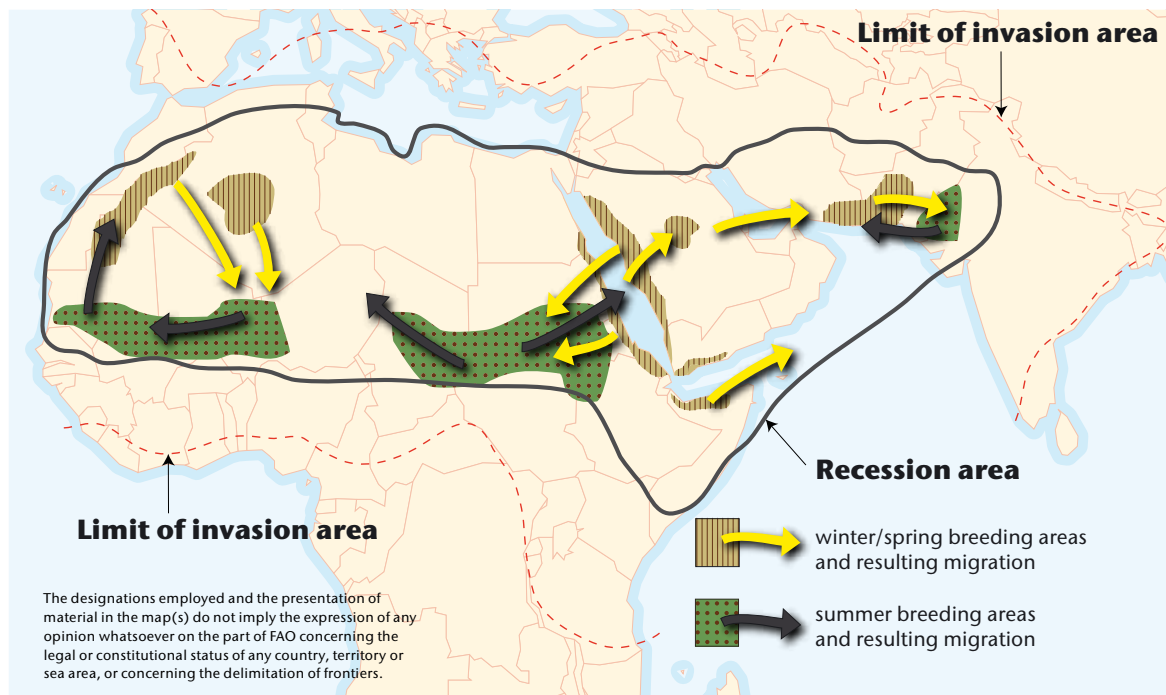 Limit of invasion area
Recession area
Limit of invasion area
winter/spring breeding areas
and resulting migration
The designations employed and the presentation of
material in the map(s) do not imply the expression of any
opinion whatsoever on the part of FAO concerning the
legal or constitutional status of any country, territory or
sea area, or concerning the delimitation of frontiers.
summer breeding areas
and resulting migration